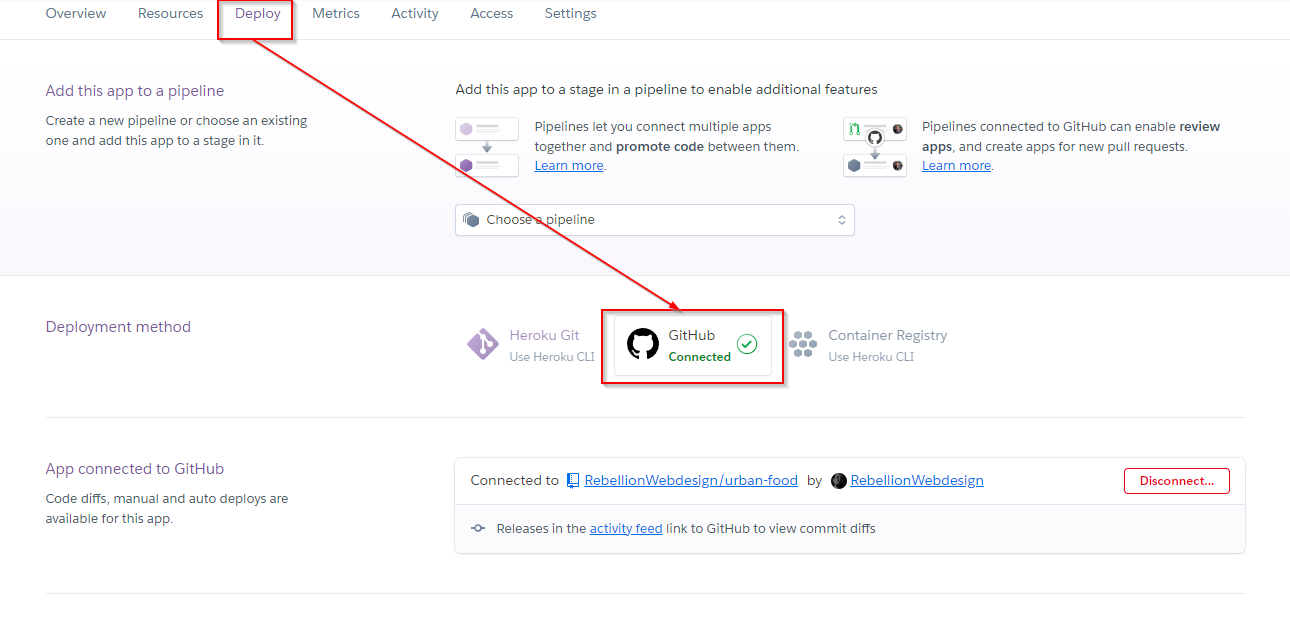 Overview Resources Deploy Metrics Activity Access Settings
Add this app to a pipeline
Create a new pipeline or choose an existing
one and add this app to a stage in it.
Add this app to a stage in a pipeline to enable additional features
Pipelines let you connect multiple apps
together and promote code between them.
Learn more.
Pipelines connected to GitHub can enable review
apps, and create apps for new pull requests.
Learn more.
Choose a pipeline
Deployment method
Heroku Git
Use Heroku CLI
GitHub
Connected
Container Registry
Use Heroku CLI
App connected to GitHub
Code diffs, manual and auto deploys are
available for this app.
Connected to RebellionWebdesign/urban-food by RebellionWebdesign
Disconnect...
Releases in the activity feed link to GitHub to view commit diffs